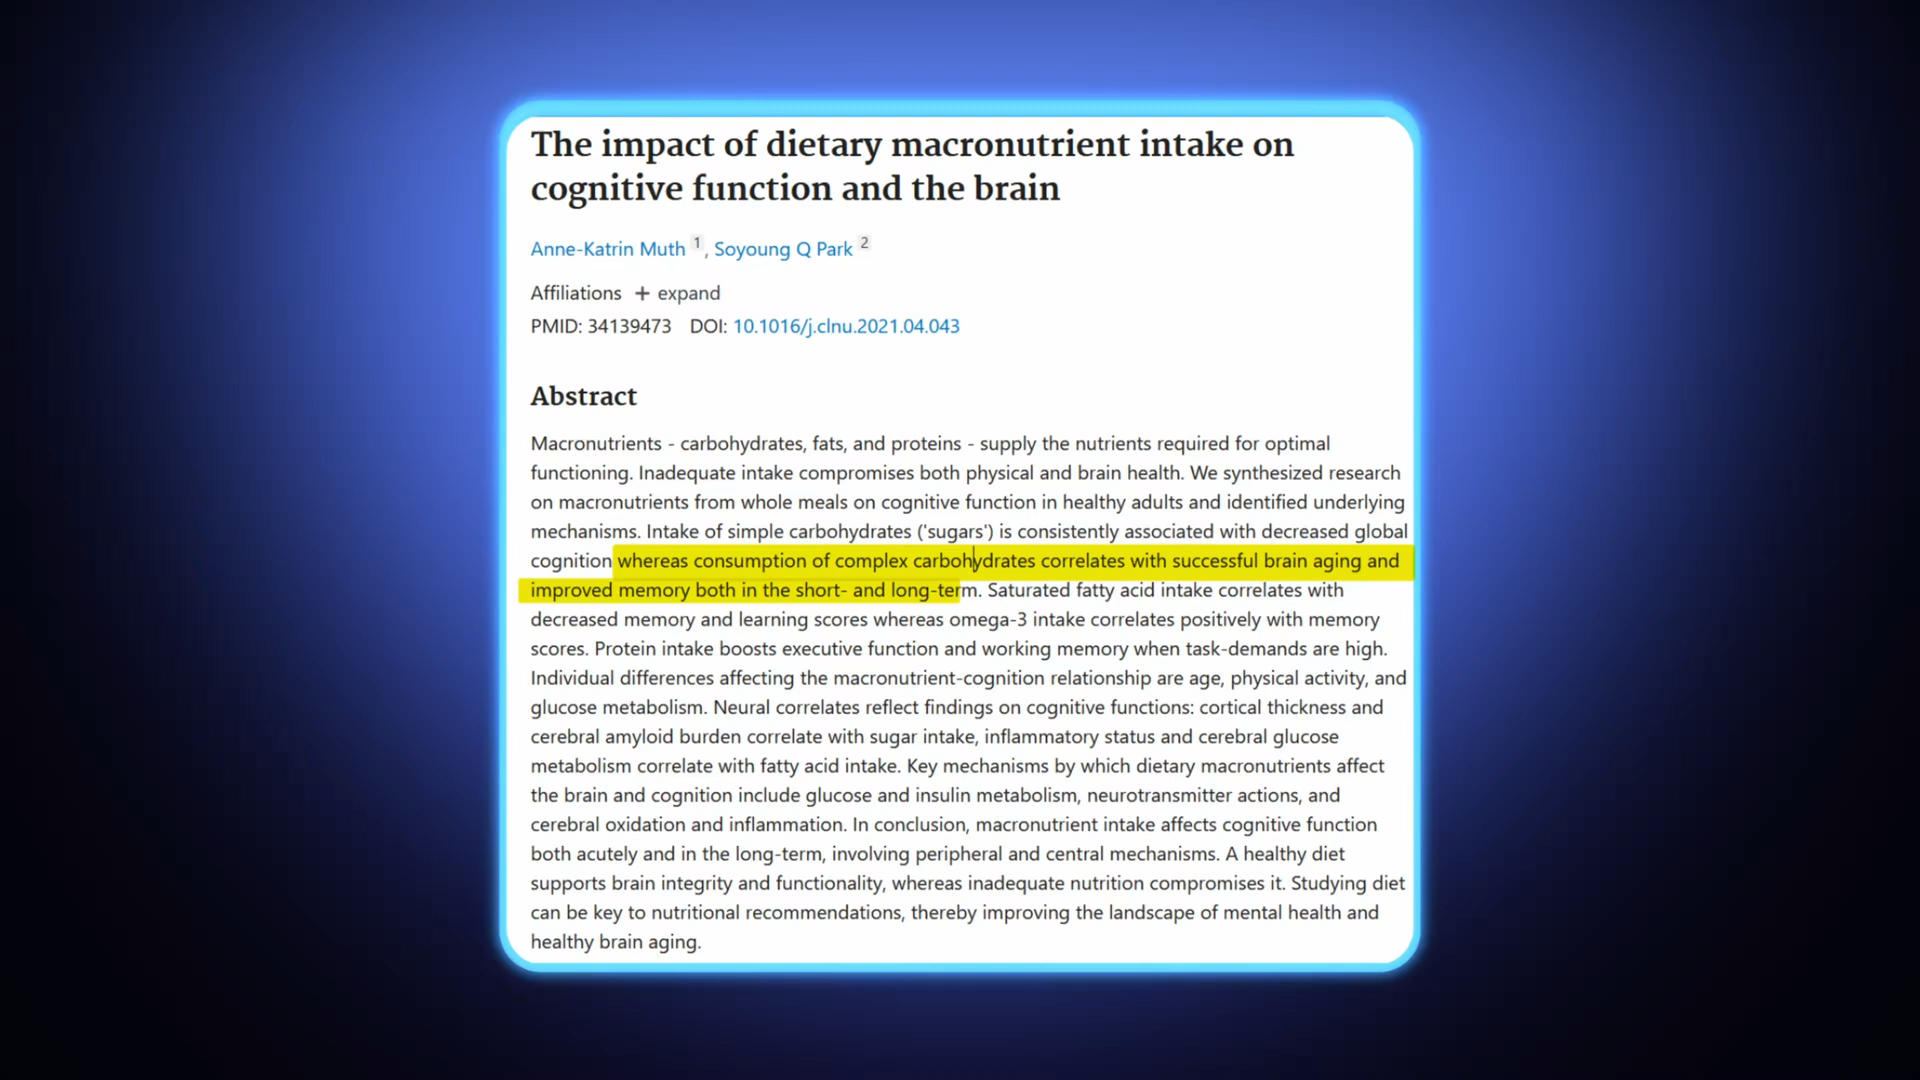 The impact of dietary macronutrient intake on
cognitive function and the brain
Anne-Katrin Muth 1, Soyoung Q Park 2
Affiliations + expand
PMID: 34139473 DOI: 10.1016/j.clnu.2021.04.043
Abstract
Macronutrients - carbohydrates, fats, and proteins - supply the nutrients required for optimal
functioning. Inadequate intake compromises both physical and brain health. We synthesized research
on macronutrients from whole meals on cognitive function in healthy adults and identified underlying
mechanisms. Intake of simple carbohydrates ('sugars') is consistently associated with decreased global
cognition whereas consumption of complex carbohydrates correlates with successful brain aging and
improved memory both in the short- and long-term. Saturated fatty acid intake correlates with
decreased memory and learning scores whereas omega-3 intake correlates positively with memory
scores. Protein intake boosts executive function and working memory when task-demands are high.
Individual differences affecting the macronutrient-cognition relationship are age, physical activity, and
glucose metabolism. Neural correlates reflect findings on cognitive functions: cortical thickness and
cerebral amyloid burden correlate with sugar intake, inflammatory status and cerebral glucose
metabolism correlate with fatty acid intake. Key mechanisms by which dietary macronutrients affect
the brain and cognition include glucose and insulin metabolism, neurotransmitter actions, and
cerebral oxidation and inflammation. In conclusion, macronutrient intake affects cognitive function
both acutely and in the long-term, involving peripheral and central mechanisms. A healthy diet
supports brain integrity and functionality, whereas inadequate nutrition compromises it. Studying diet
can be key to nutritional recommendations, thereby improving the landscape of mental health and
healthy brain aging.